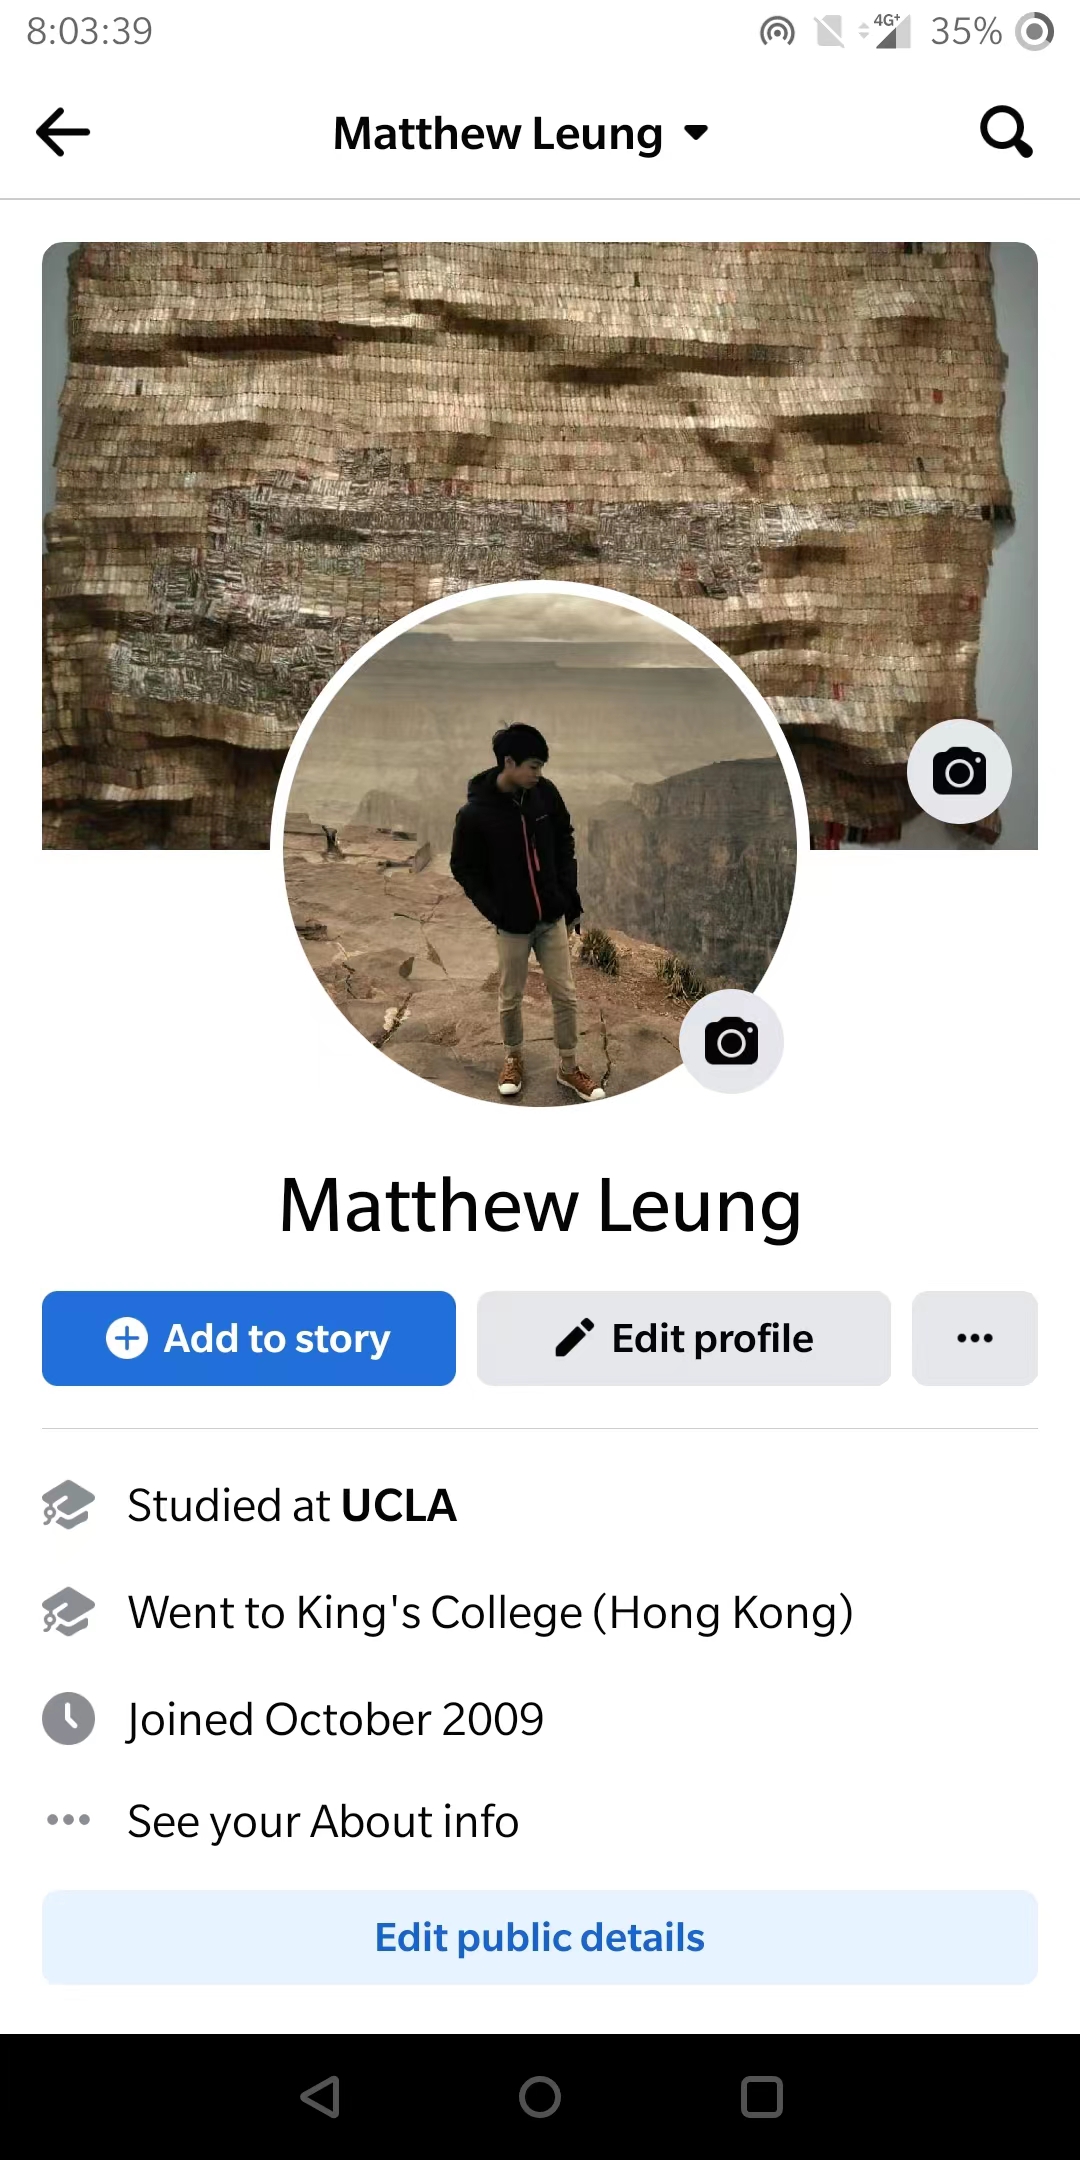 8:03:39
4G+
35%
Matthew Leung
Matthew Leung
Add to story
Edit profile
Studied at UCLA
Went to King's College (Hong Kong)
Joined October 2009
See your About info
Edit public details